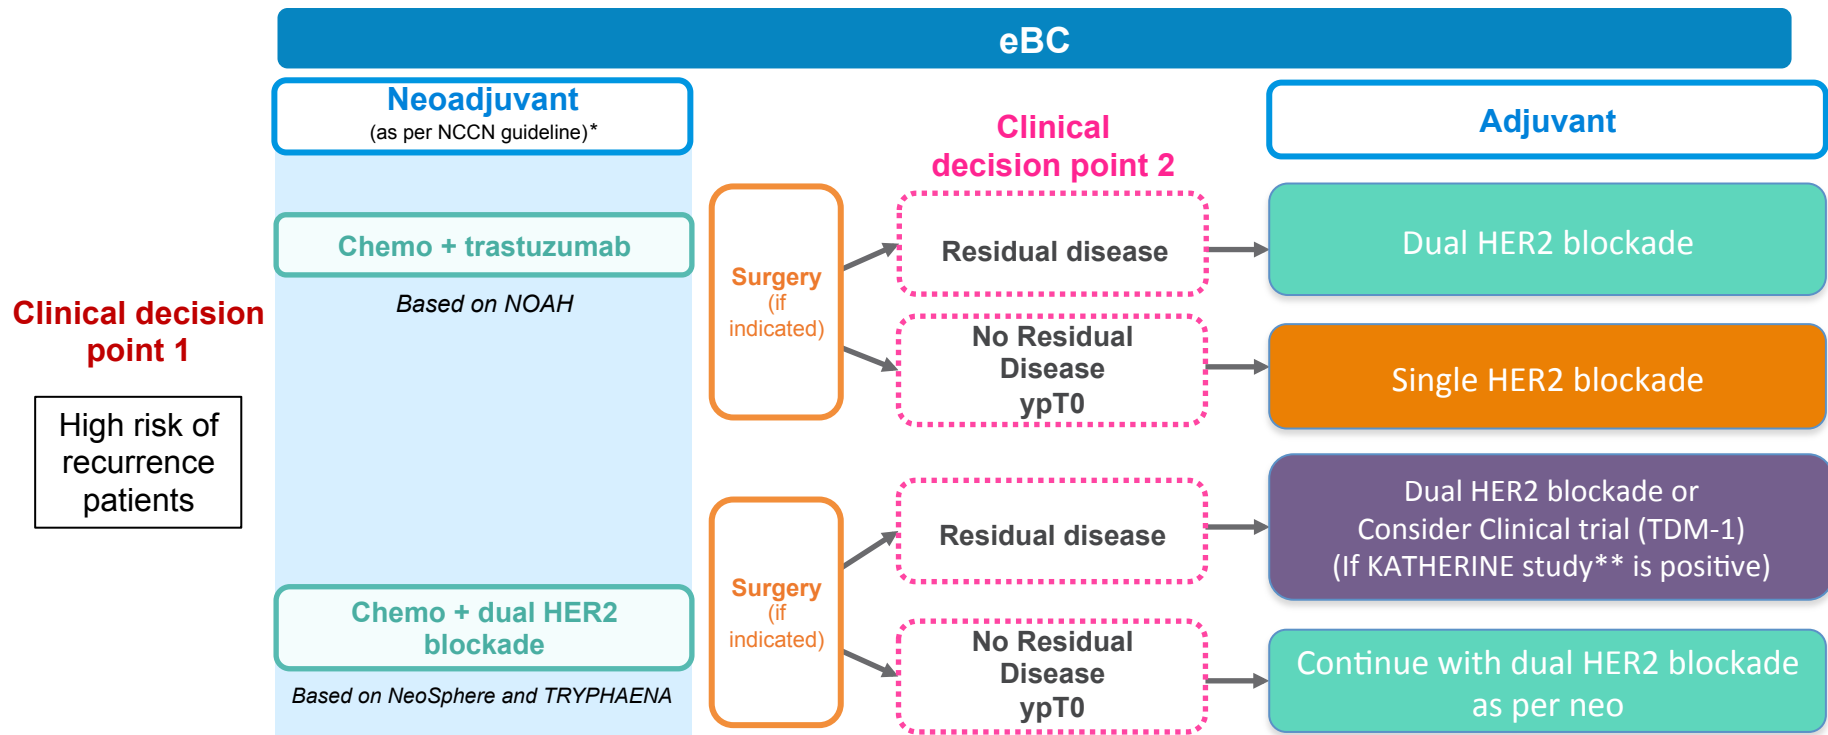 eBC
Neoadjuvant
(as per NCCN guideline)*
Clinical
decision point 2
Adjuvant
Clinical decision
point 1
High risk of
recurrence
patients
Chemo + trastuzumab
Based on NOAH
Surgery
(if
indicated)
Residual disease
Dual HER2 blockade
No Residual
Disease
ypT0
Single HER2 blockade
Chemo + dual HER2
blockade
Based on NeoSphere and TRYPHAENA
Surgery
(if
indicated)
Residual disease
Dual HER2 blockade or
Consider Clinical trial (TDM-1)
(If KATHERINE study** is positive)
No Residual
Disease
ypT0
Continue with dual HER2 blockade
as per neo